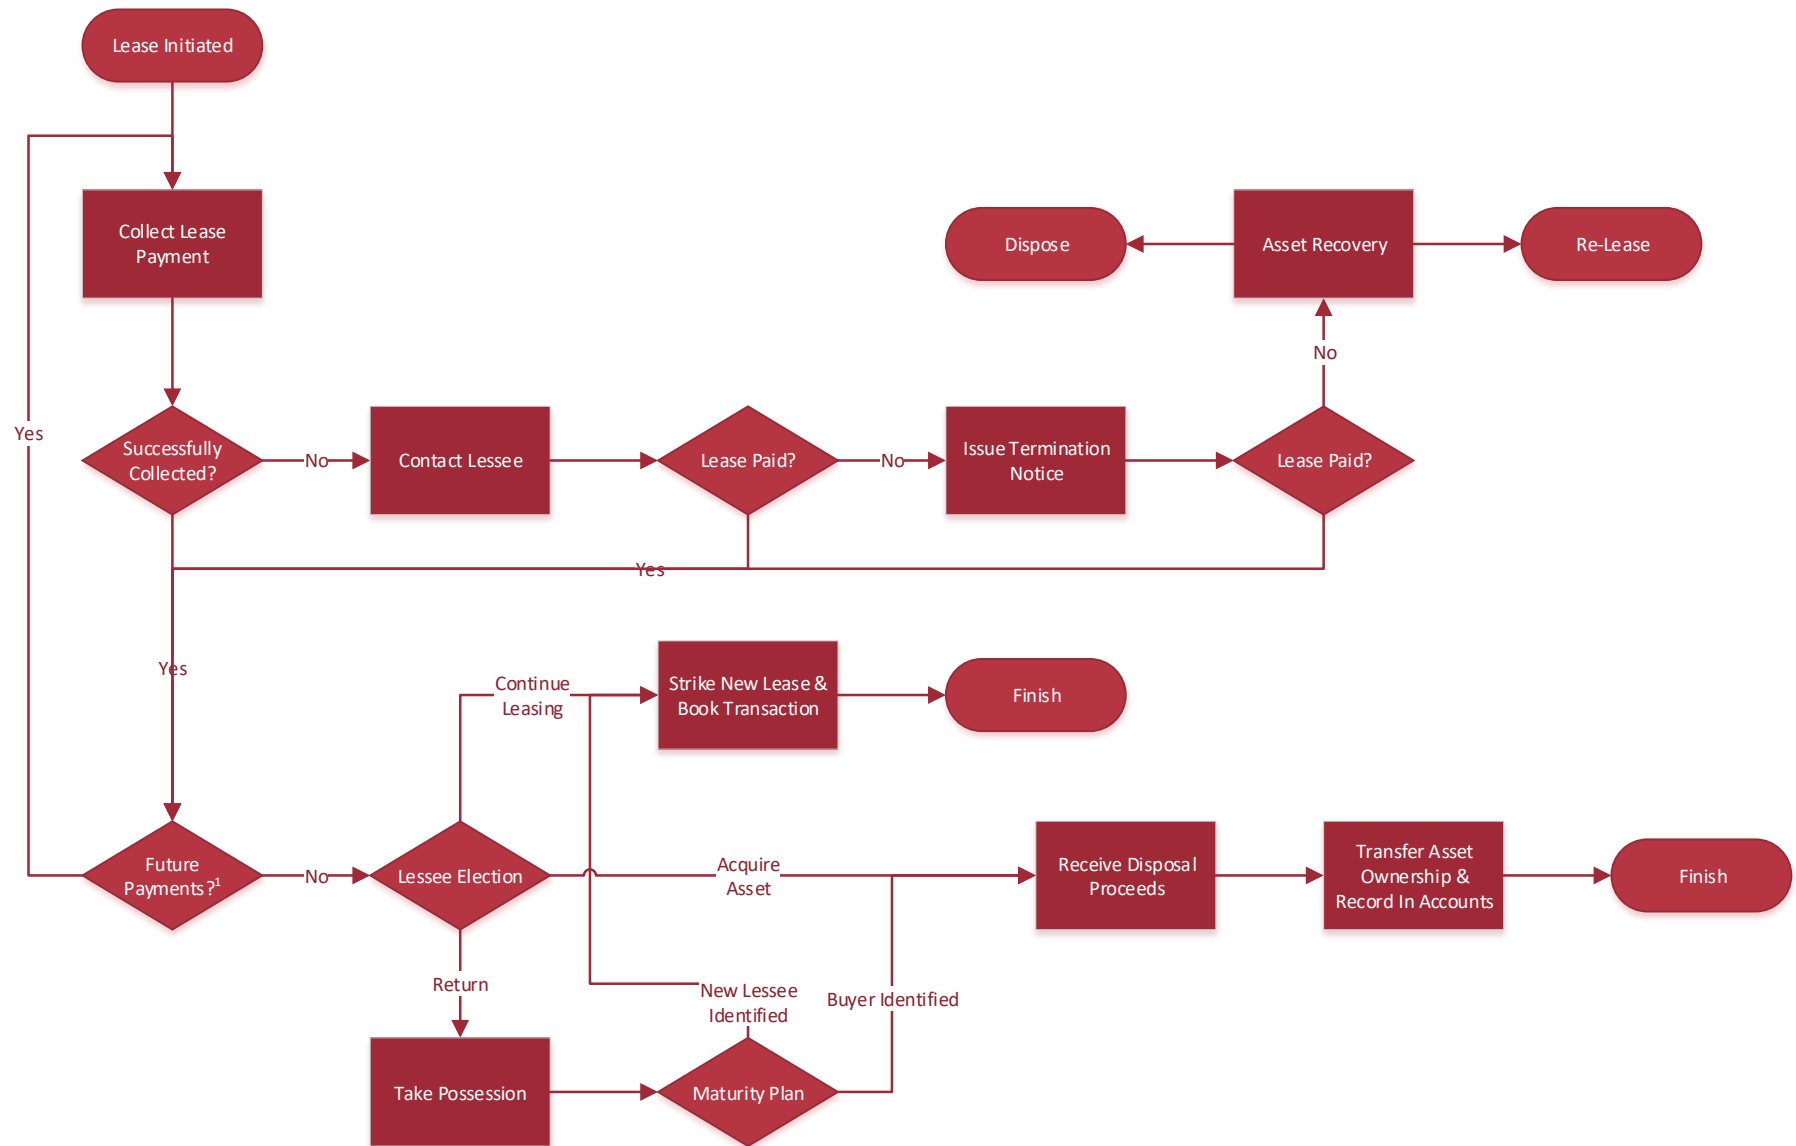 Lease Initiated
Collect Lease
Payment
Dispose
Asset Recovery
Re-Lease
No
Yes
Successfully
Collected?
No
Contact Lessee
Lease Paid?
No
Issue Termination
Notice
Lease Paid?
Yes
Yes
Continue
Leasing
Strike New Lease &
Book Transaction
Finish
Future
Payments?¹
No
Lessee Election
Acquire
Asset
Receive Disposal
Proceeds
Transfer Asset
Ownership &
Record In Accounts
Finish
Return
New Lessee
Identified
Buyer Identified
Take Possession
Maturity Plan